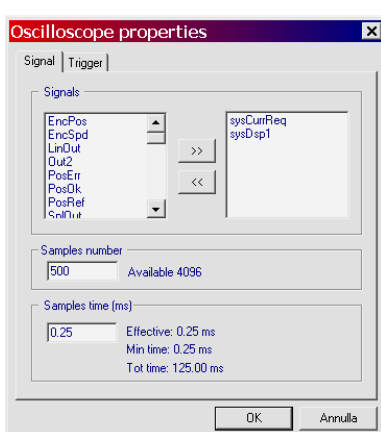 Oscilloscope properties
Signal Trigger
Signals
EncPos
EncSpd
LinOut
Out2
PosErr
PosOk
PosRef
SplOut
>>
<<
sysCurrReq
sysDsp1
Samples number
500 Available 4096
Samples time (ms)
0.25 Effective: 0.25 ms
Min time: 0.25 ms
Tot time: 125.00 ms
OK Annulla